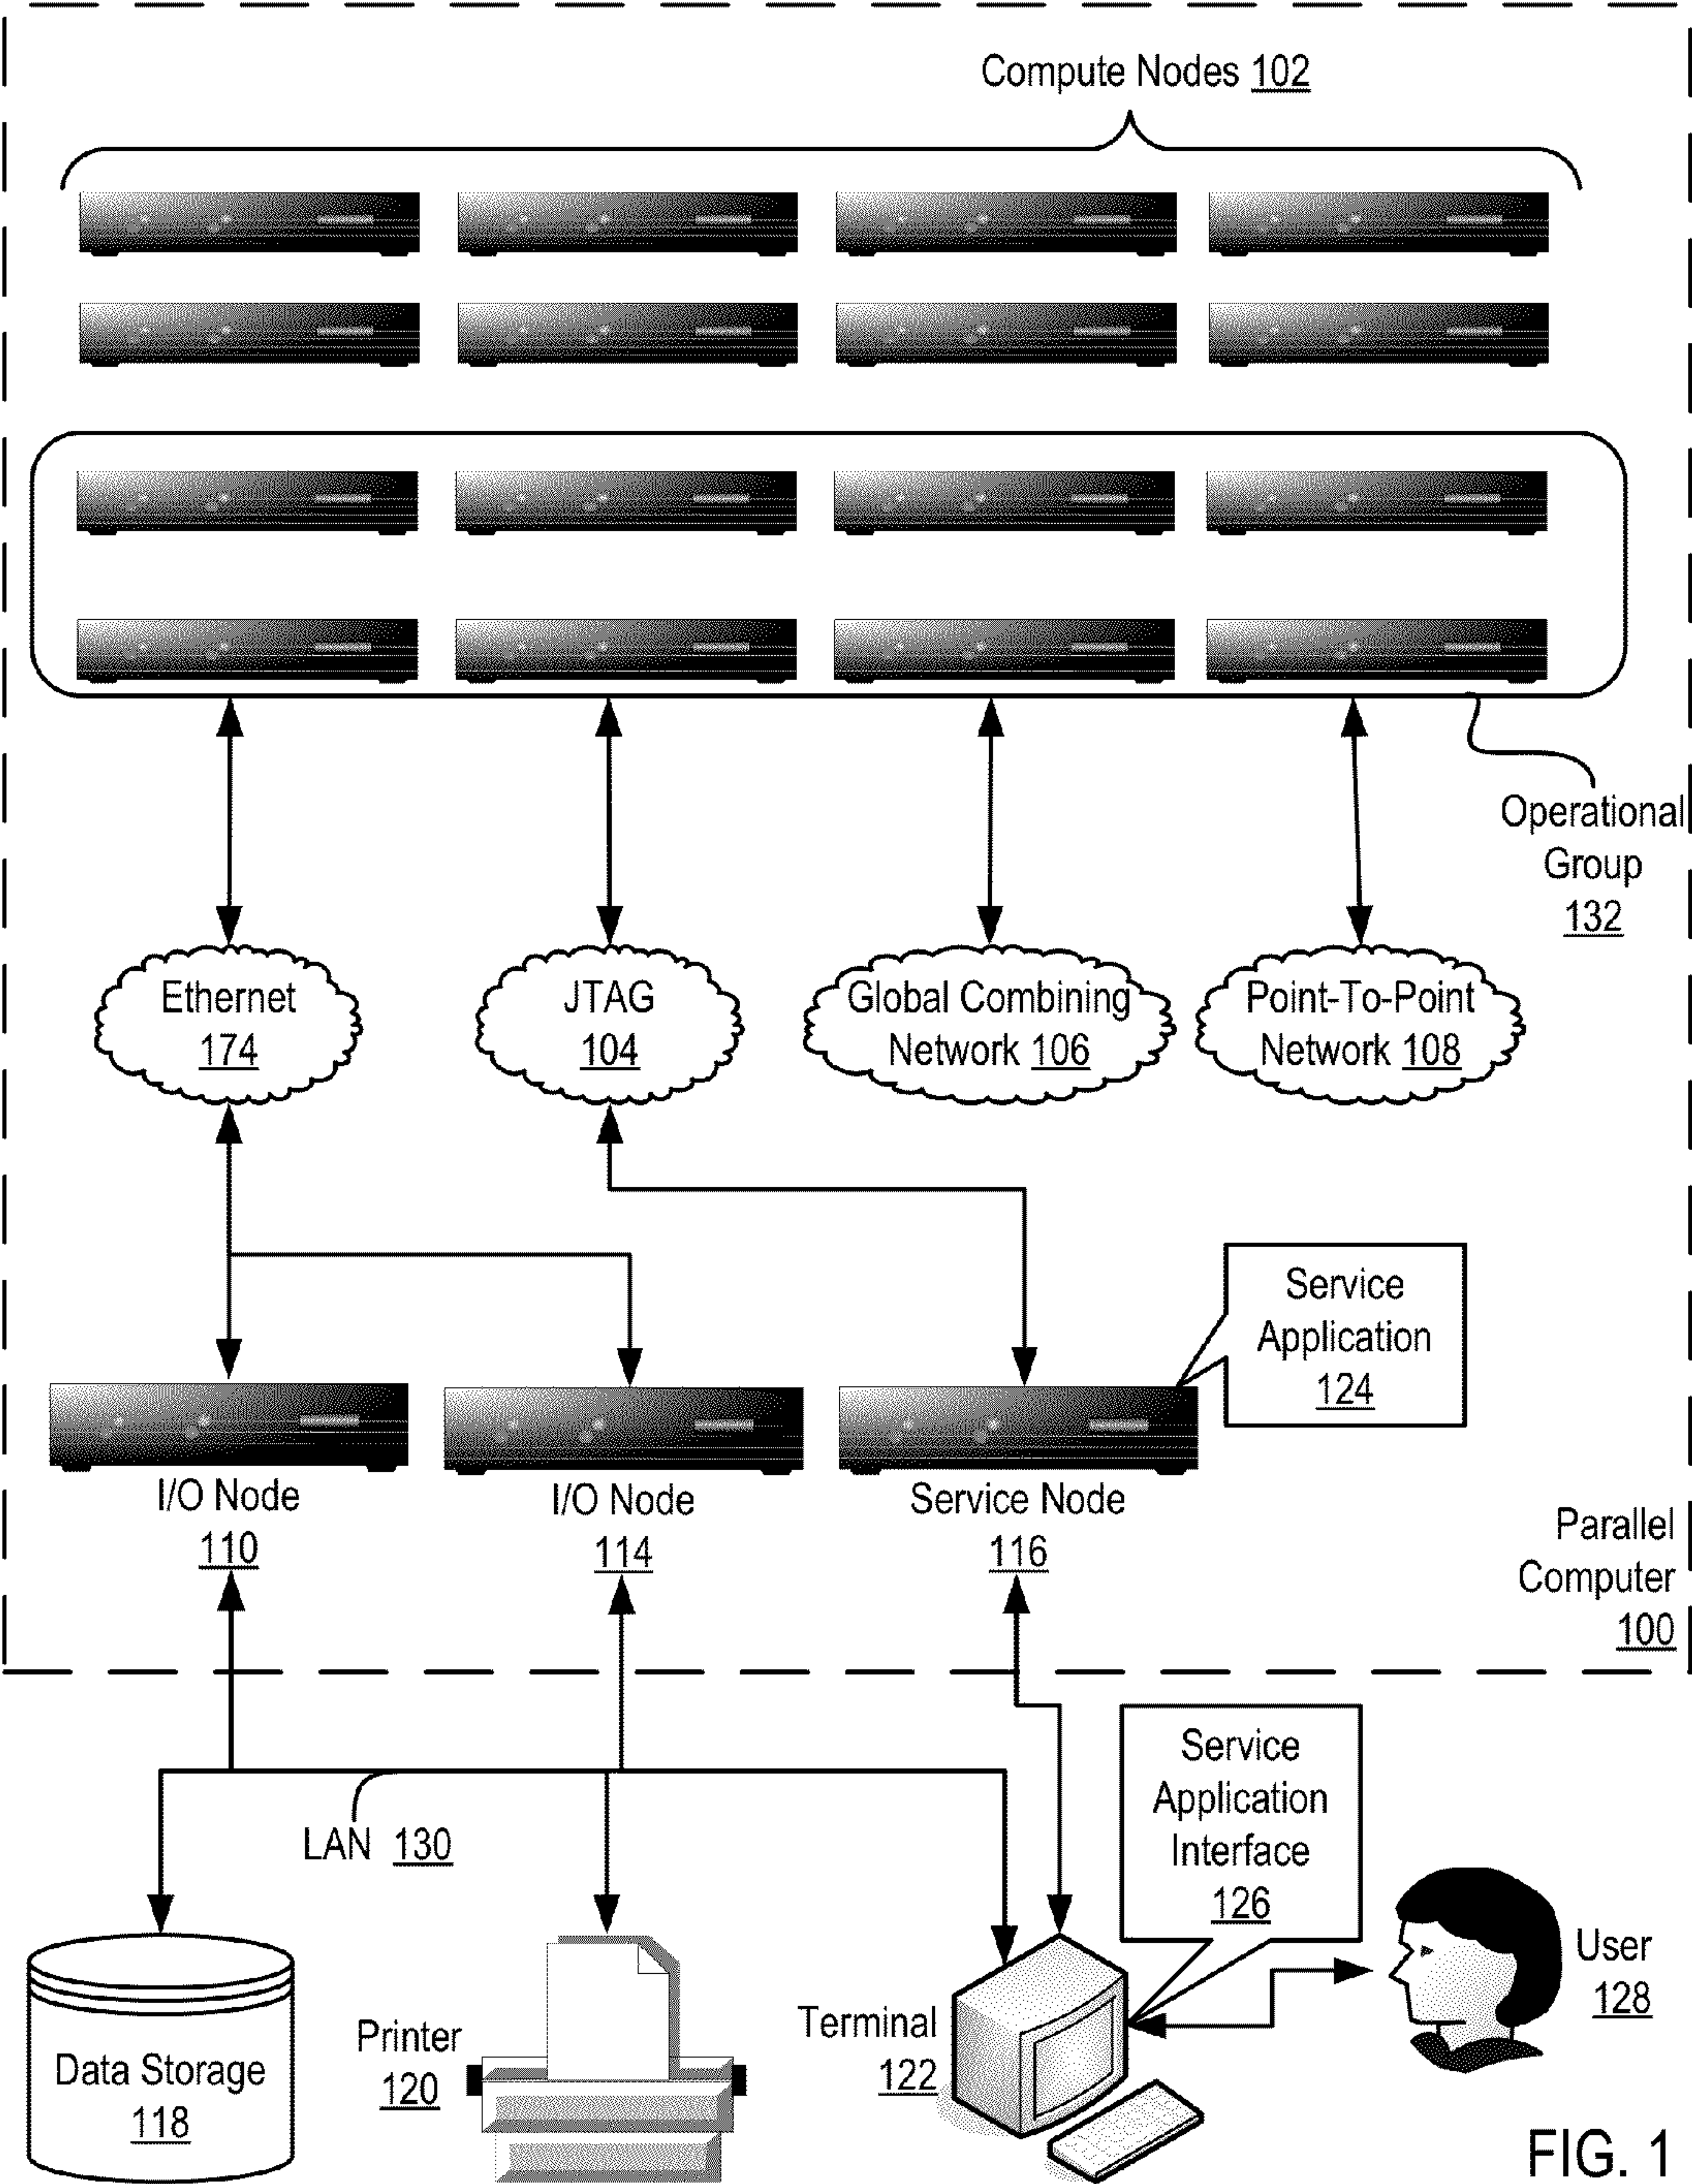 Compute Nodes 102
Operational
Group
132
Ethernet
174
JTAG
104
Global Combining
Network 106
Point-To-Point
Network 108
Service
Application
124
I/O Node
110
I/O Node
114
Service Node
116
Parallel
Computer
100
LAN 130
Service
Application
Interface
126
Data Storage
118
Printer
120
Terminal
122
User
128
FIG. 1